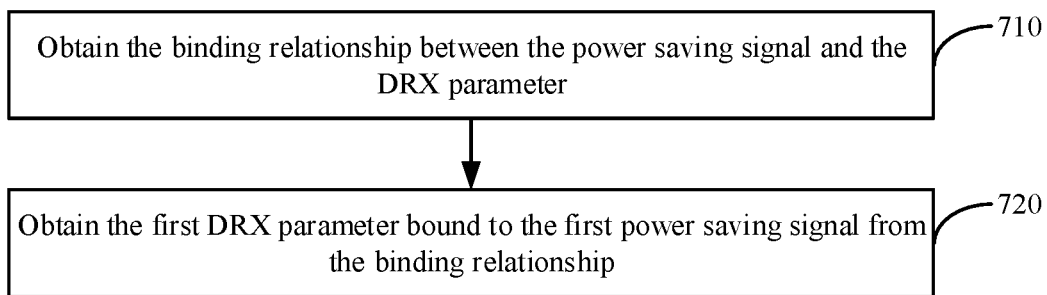 Obtain the binding relationship between the power saving signal and the
DRX parameter
710
Obtain the first DRX parameter bound to the first power saving signal from
the binding relationship
720